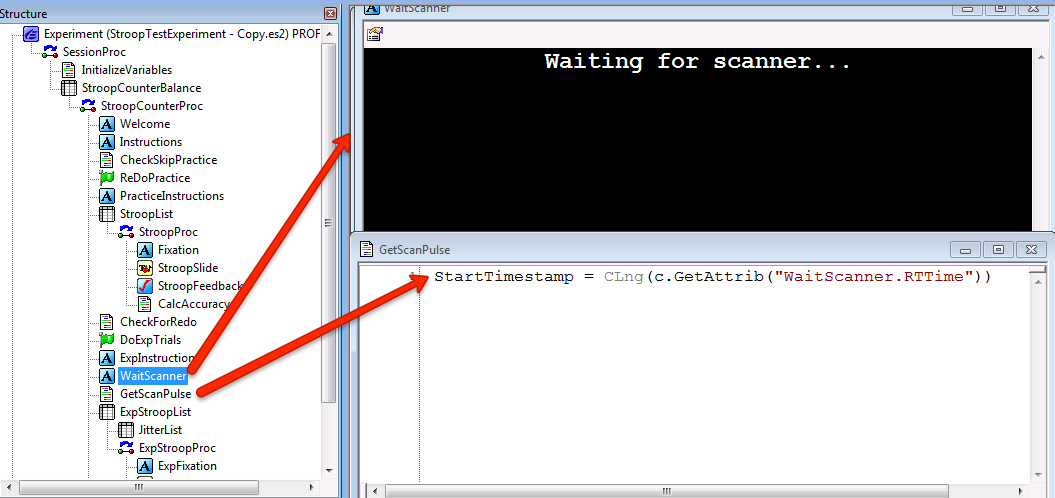 Structure
Experiment (StroopTestExperiment - Copy.es2) PROF
SessionProc
InitializeVariables
StroopCounterBalance
StroopCounterProc
Welcome
Instructions
CheckSkipPractice
ReDoPractice
PracticeInstructions
StroopList
StroopProc
Fixation
StroopSlide
StroopFeedback
CalcAccuracy
CheckForRedo
DoExpTrials
ExpInstruction
WaitScanner
GetScanPulse
ExpStroopList
JitterList
ExpStroopProc
ExpFixation
WaitScanner
Waiting for scanner...
GetScanPulse
StartTimestamp = CLng(c.GetAttrib("WaitScanner.RTTime"))